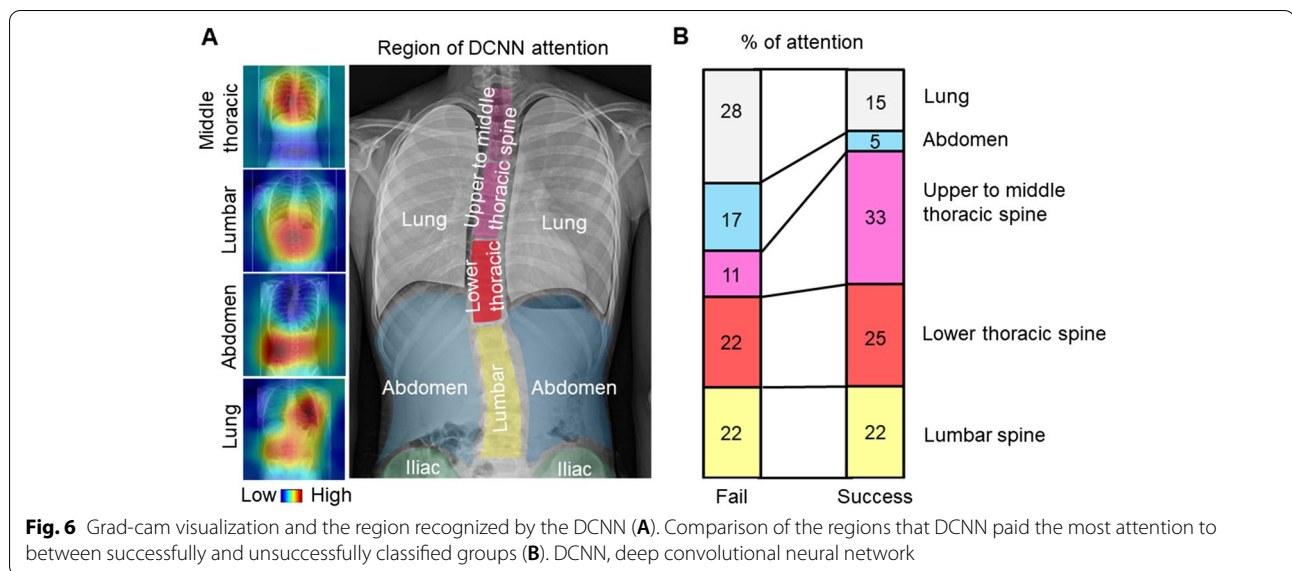 A
Region of DCNN attention
Middle
thoracic
Lumbar
Abdomen
Lung
Low High
Upper to middle
thoracic spine
Lung
Lung
Lower
thoracic
Abdomen
Lumbar
Abdomen
Iliac
Iliac
B
% of attention
28
15
Lung
5
Abdomen
17
33
Upper to middle
thoracic spine
11
22
25
Lower thoracic spine
22
22
Lumbar spine
Fail
Success
Fig. 6 Grad-cam visualization and the region recognized by the DCNN (A). Comparison of the regions that DCNN paid the most attention to
between successfully and unsuccessfully classified groups (B). DCNN, deep convolutional neural network